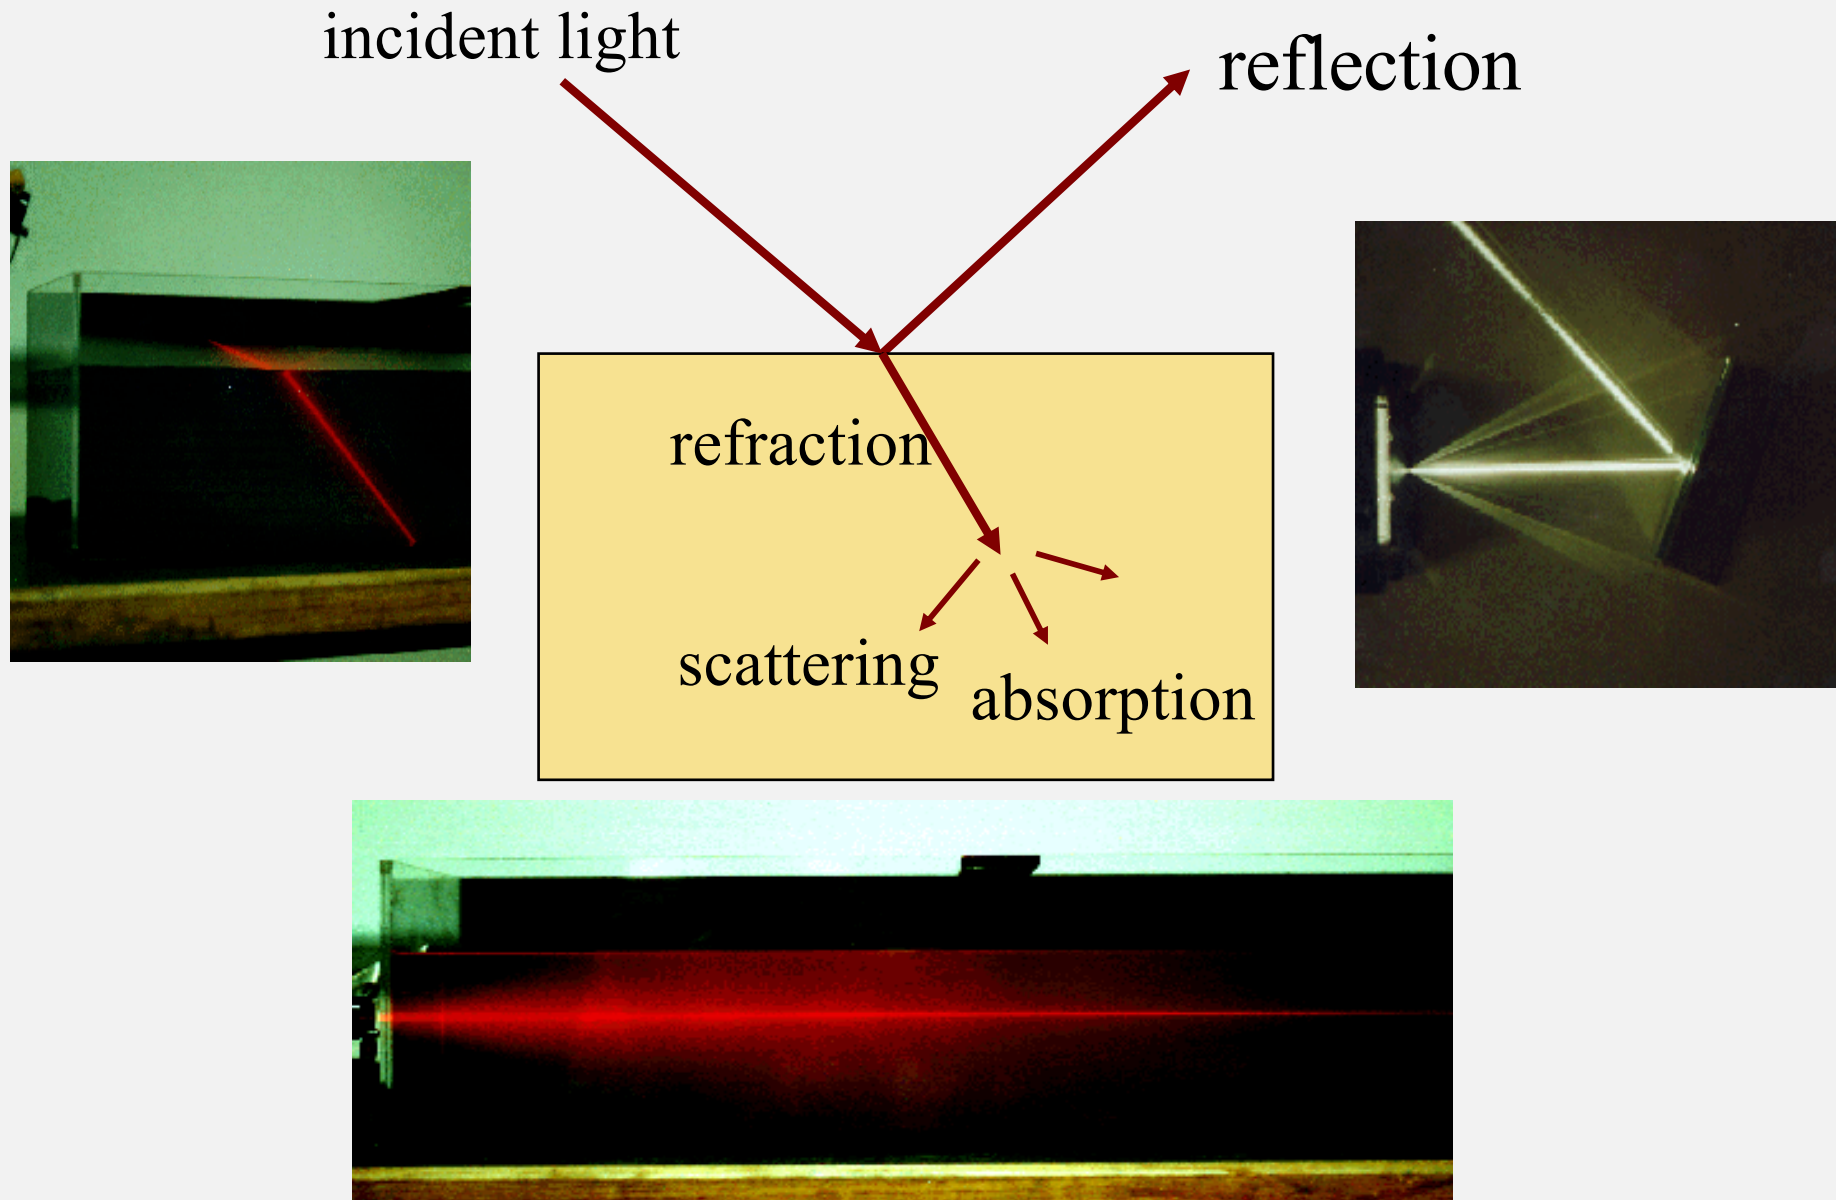 incident light
reflection
refraction
scattering
absorption